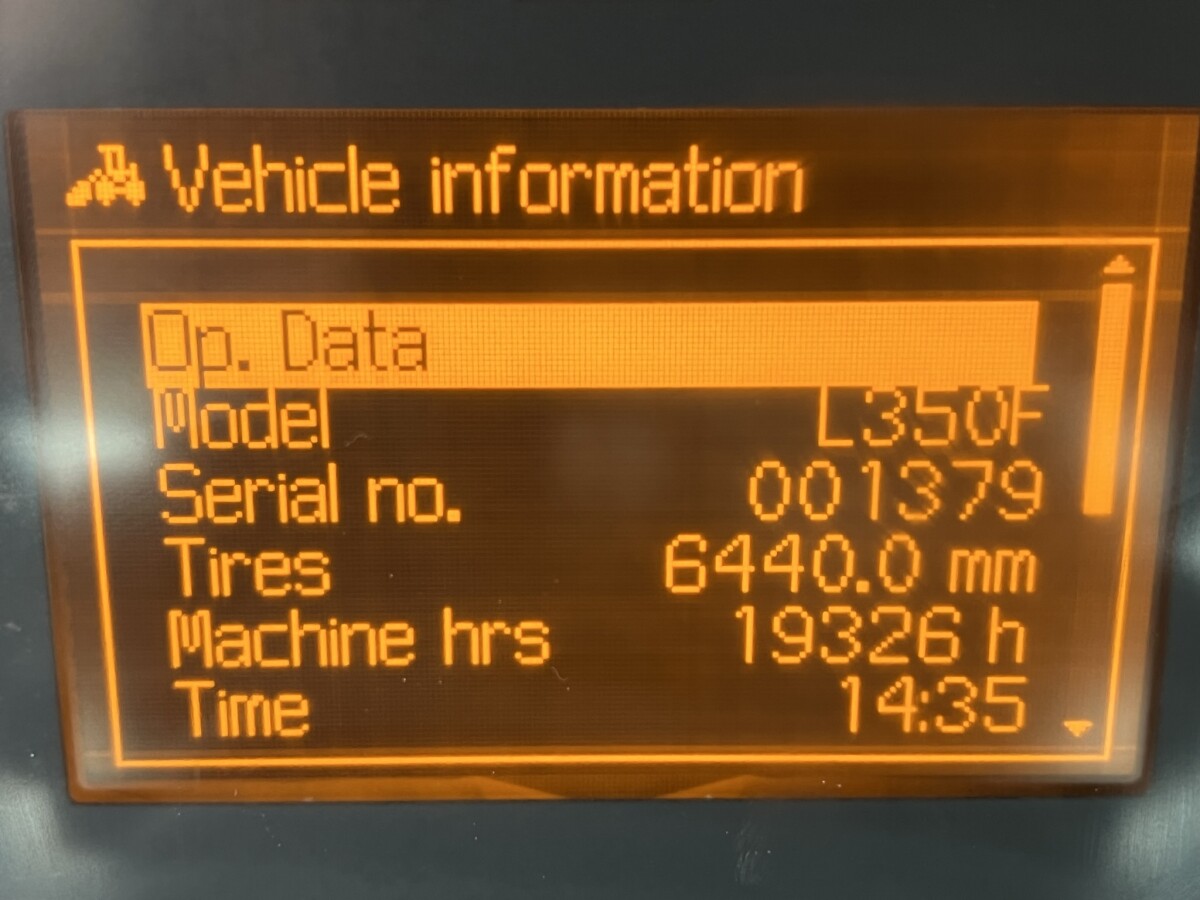 Vehicle information
Op. Data
Model L350F
Serial no. 001379
Tires 6440.0 mm
Machine hrs 19326 h
Time 14:35